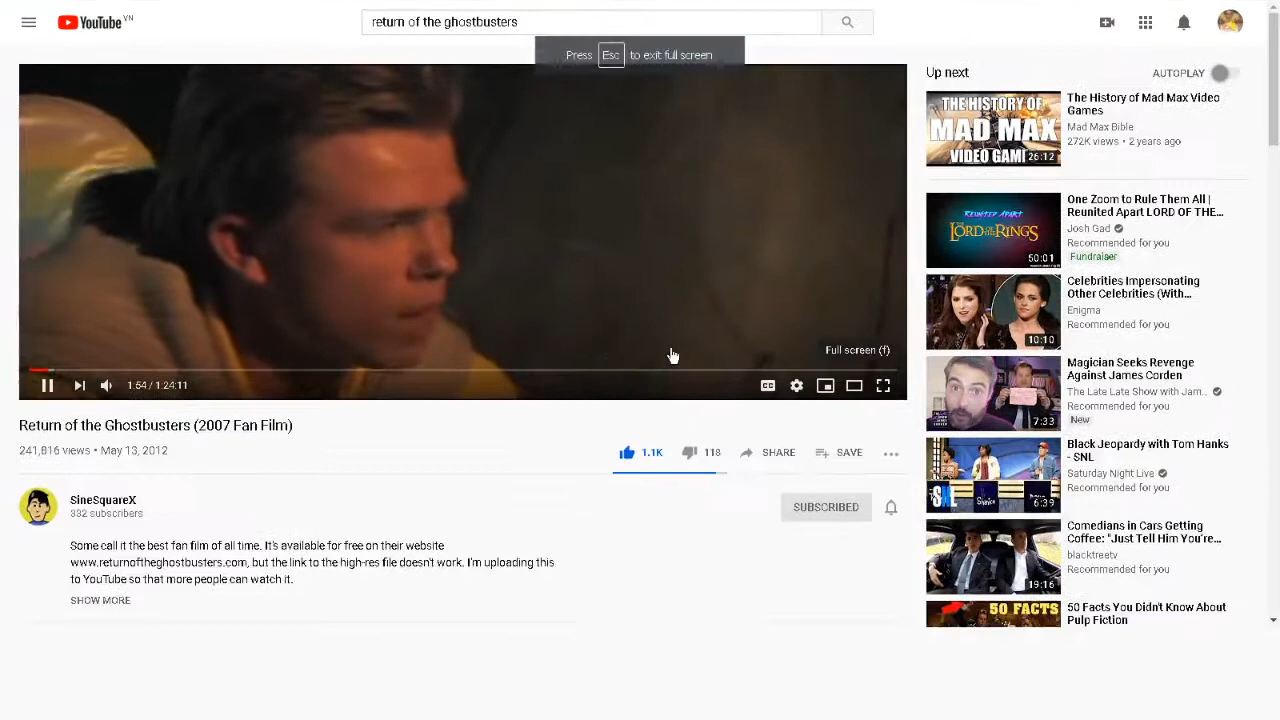 YouTube VN
return of the ghostbusters
Press Esc to exit full screen
Full screen (f)
1:54 / 1:24:11
CC
Return of the Ghostbusters (2007 Fan Film)
241,816 views • May 13, 2012
1.1K
118
SHARE
SAVE
SineSquareX
332 subscribers
SUBSCRIBED
Some call it the best fan film of all time. It's available for free on their website
www.returnoftheghostbusters.com, but the link to the high-res file doesn't work. I'm uploading this
to YouTube so that more people can watch it.
SHOW MORE
Up next
AUTOPLAY
THE HISTORY OF
MAD MAX
VIDEO GAM
26:12
The History of Mad Max Video
Games
Mad Max Bible
272K views • 2 years ago
REUNITED APART
LORD OF THE RINGS
50:01
One Zoom to Rule Them All |
Reunited Apart LORD OF THE...
Josh Gad
Recommended for you
Fundraiser
10:10
Celebrities Impersonating
Other Celebrities (With...
Enigma
Recommended for you
7:33
Magician Seeks Revenge
Against James Corden
The Late Late Show with Jam...
Recommended for you
New
6:39
Black Jeopardy with Tom Hanks
- SNL
Saturday Night Live
Recommended for you
19:16
Comedians in Cars Getting
Coffee: "Just Tell Him You're...
blacktreetv
Recommended for you
50 FACTS
50 Facts You Didn't Know About
Pulp Fiction